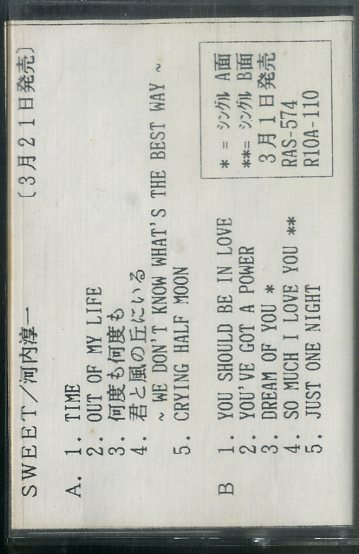 SWEET／河内淳一 〔３月２１日発売〕
A. 1. TIME
2. OUT OF MY LIFE
3. 何度も何度も
4. 君と風の丘にいる
~ WE DON'T KNOW WHAT'S THE BEST WAY ~
5. CRYING HALF MOON
B 1. YOU SHOULD BE IN LOVE
2. YOU'VE GOT A POWER
3. DREAM OF YOU *
4. SO MUCH I LOVE YOU **
5. JUST ONE NIGHT
* = ｼﾝｸﾞﾙ A面
**= ｼﾝｸﾞﾙ B面
３月１日発売
RAS-574
R10A-110